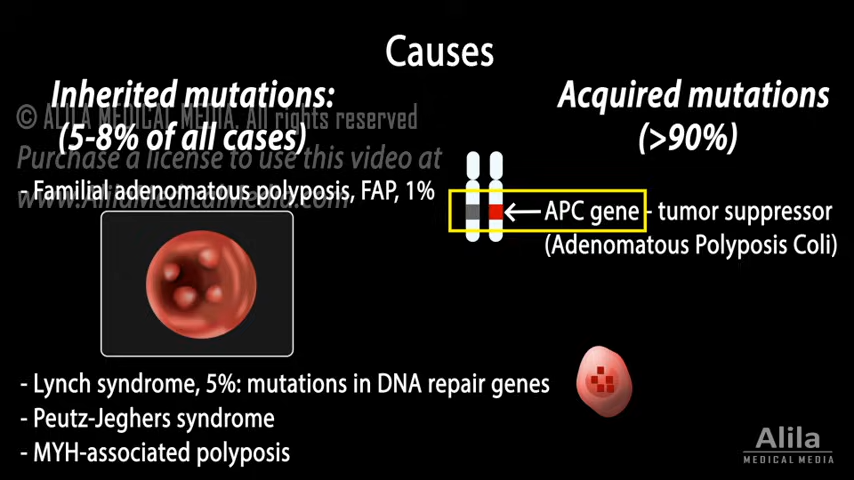 Causes
Inherited mutations:
(5-8% of all cases)
Acquired mutations
(>90%)
© ALILA MEDICAL MEDIA. All rights reserved
Purchase a license to use this video at
www.AlilaMedicalMedia.com
- Familial adenomatous polyposis, FAP, 1%
APC gene - tumor suppressor
(Adenomatous Polyposis Coli)
- Lynch syndrome, 5%: mutations in DNA repair genes
- Peutz-Jeghers syndrome
- MYH-associated polyposis
Alila
MEDICAL MEDIA